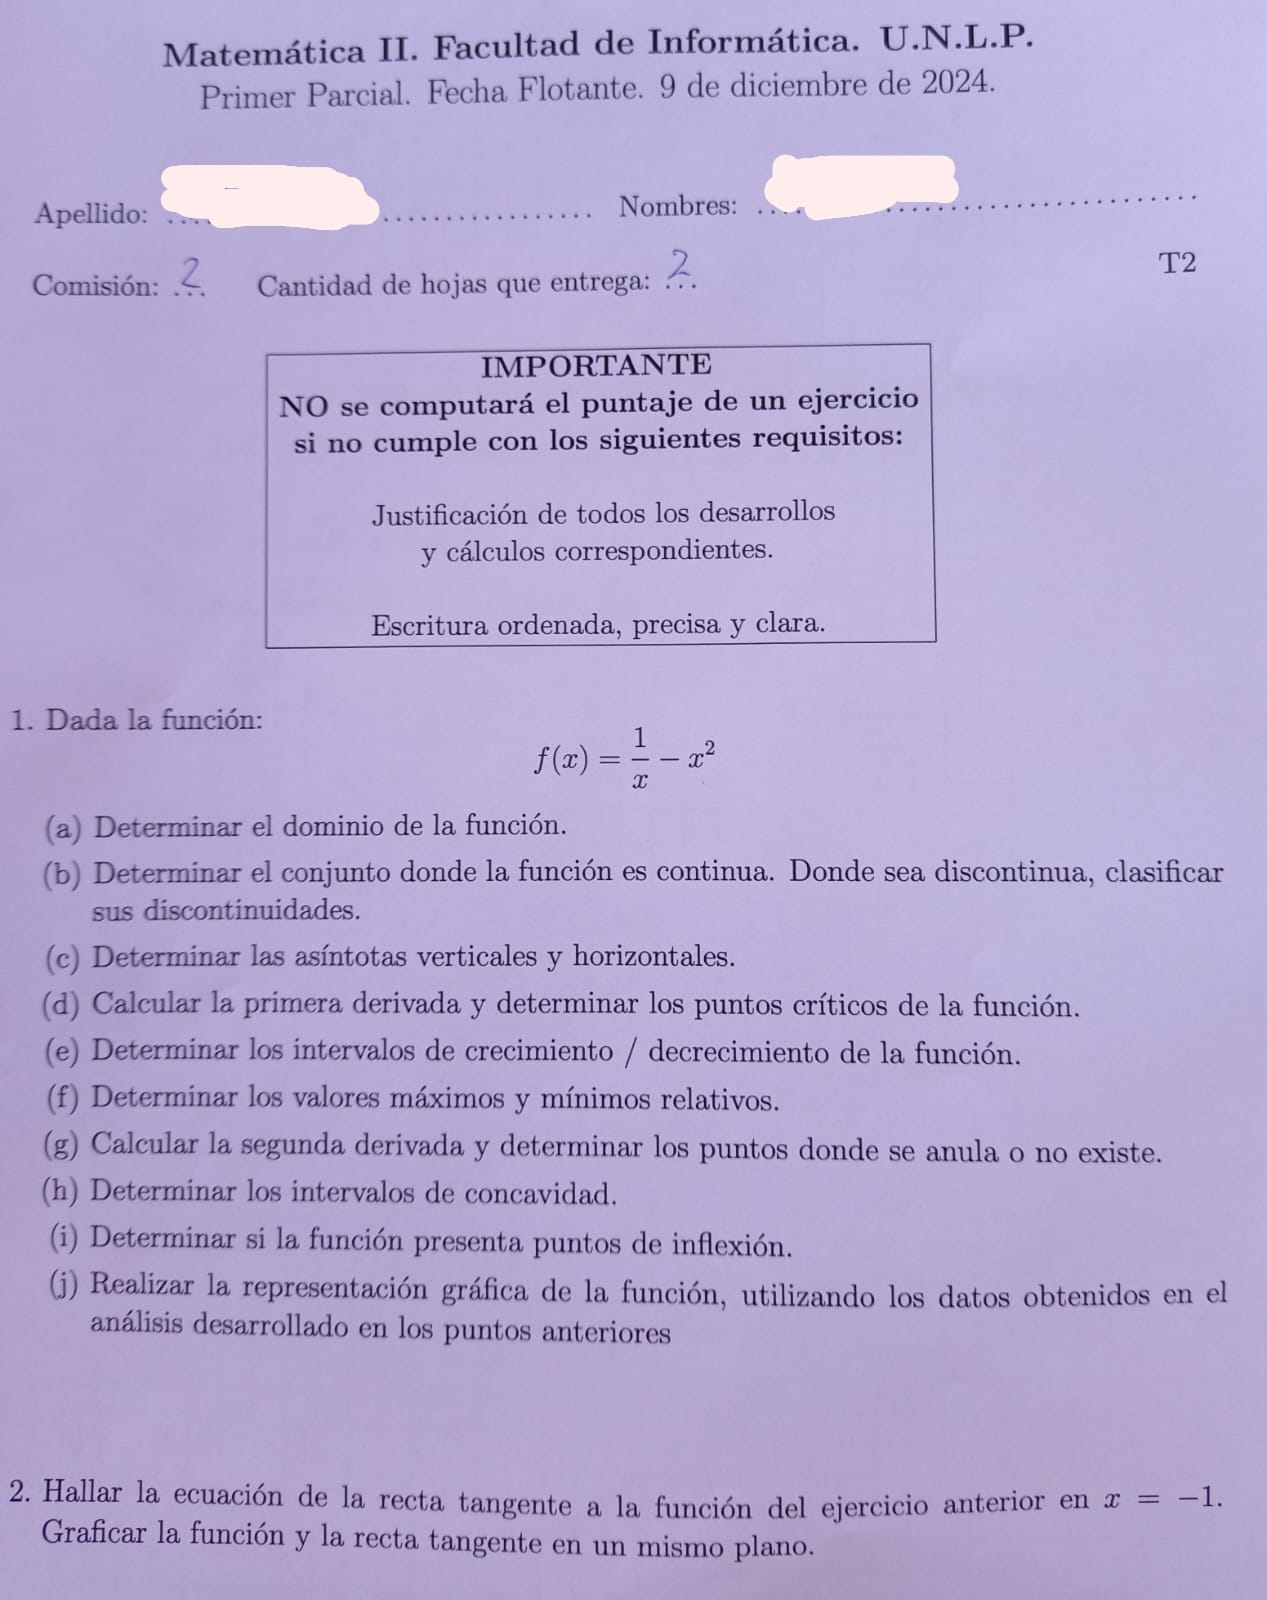 Matemática II. Facultad de Informática. U.N.L.P.
Primer Parcial. Fecha Flotante. 9 de diciembre de 2024.
Apellido: Nombres:
Comisión: 2 Cantidad de hojas que entrega: 2
T2
IMPORTANTE
NO se computará el puntaje de un ejercicio
si no cumple con los siguientes requisitos:
Justificación de todos los desarrollos
y cálculos correspondientes.
Escritura ordenada, precisa y clara.
1. Dada la función:
f(x) = 1/x − x²
(a) Determinar el dominio de la función.
(b) Determinar el conjunto donde la función es continua. Donde sea discontinua, clasificar
sus discontinuidades.
(c) Determinar las asíntotas verticales y horizontales.
(d) Calcular la primera derivada y determinar los puntos críticos de la función.
(e) Determinar los intervalos de crecimiento / decrecimiento de la función.
(f) Determinar los valores máximos y mínimos relativos.
(g) Calcular la segunda derivada y determinar los puntos donde se anula o no existe.
(h) Determinar los intervalos de concavidad.
(i) Determinar si la función presenta puntos de inflexión.
(j) Realizar la representación gráfica de la función, utilizando los datos obtenidos en el
análisis desarrollado en los puntos anteriores
2. Hallar la ecuación de la recta tangente a la función del ejercicio anterior en x = −1.
Graficar la función y la recta tangente en un mismo plano.